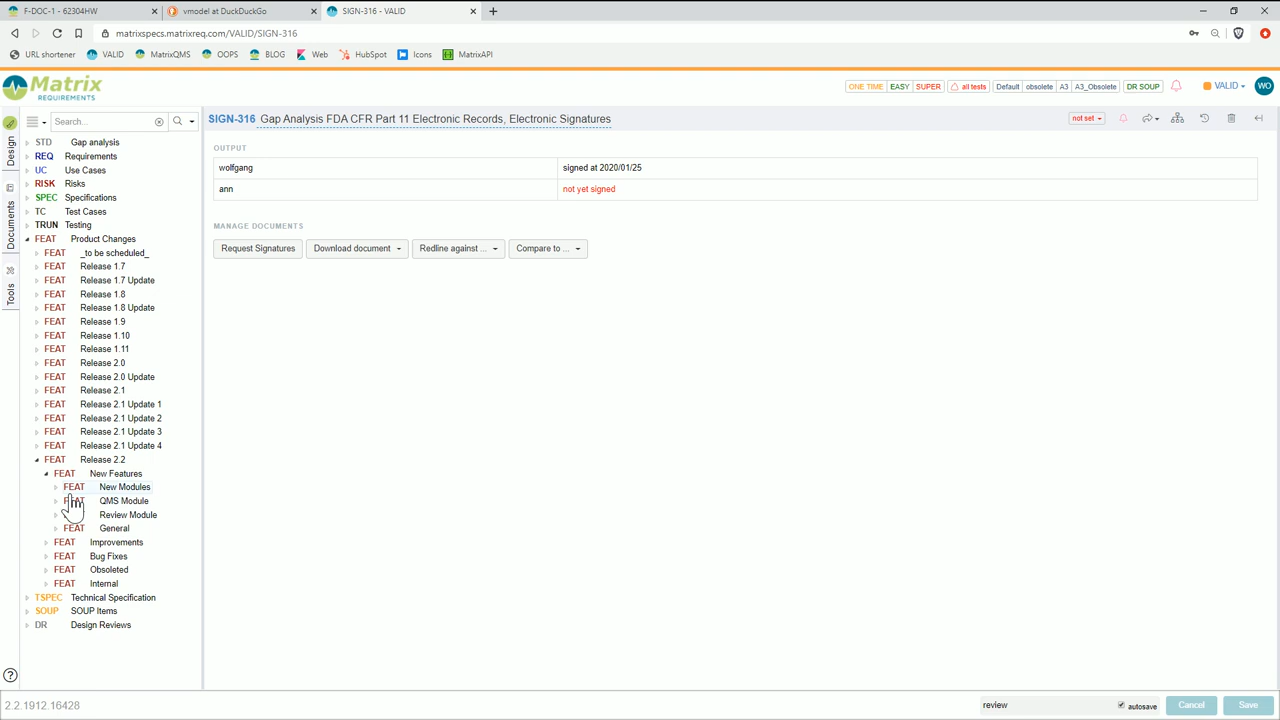 F-DOC-1 - 62304HW
vmodel at DuckDuckGo
SIGN-316 - VALID
matrixspecs.matrixreq.com/VALID/SIGN-316
URL shortener VALID MatrixQMS OOPS BLOG Web HubSpot Icons MatrixAPI
Matrix
REQUIREMENTS
ONE TIME EASY SUPER all tests Default obsolete A3 A3_Obsolete DR SOUP VALID WO
Search...
SIGN-316 Gap Analysis FDA CFR Part 11 Electronic Records, Electronic Signatures
not set
Design
Documents
Tools
STD Gap analysis
REQ Requirements
UC Use Cases
RISK Risks
SPEC Specifications
TC Test Cases
TRUN Testing
FEAT Product Changes
FEAT _to be scheduled_
FEAT Release 1.7
FEAT Release 1.7 Update
FEAT Release 1.8
FEAT Release 1.8 Update
FEAT Release 1.9
FEAT Release 1.10
FEAT Release 1.11
FEAT Release 2.0
FEAT Release 2.0 Update
FEAT Release 2.1
FEAT Release 2.1 Update 1
FEAT Release 2.1 Update 2
FEAT Release 2.1 Update 3
FEAT Release 2.1 Update 4
FEAT Release 2.2
FEAT New Features
FEAT New Modules
FEAT QMS Module
Review Module
FEAT General
FEAT Improvements
FEAT Bug Fixes
FEAT Obsoleted
FEAT Internal
TSPEC Technical Specification
SOUP SOUP Items
DR Design Reviews
OUTPUT
wolfgang signed at 2020/01/25
ann not yet signed
MANAGE DOCUMENTS
Request Signatures Download document Redline against ... Compare to ...
2.2.1912.16428
review autosave Cancel Save